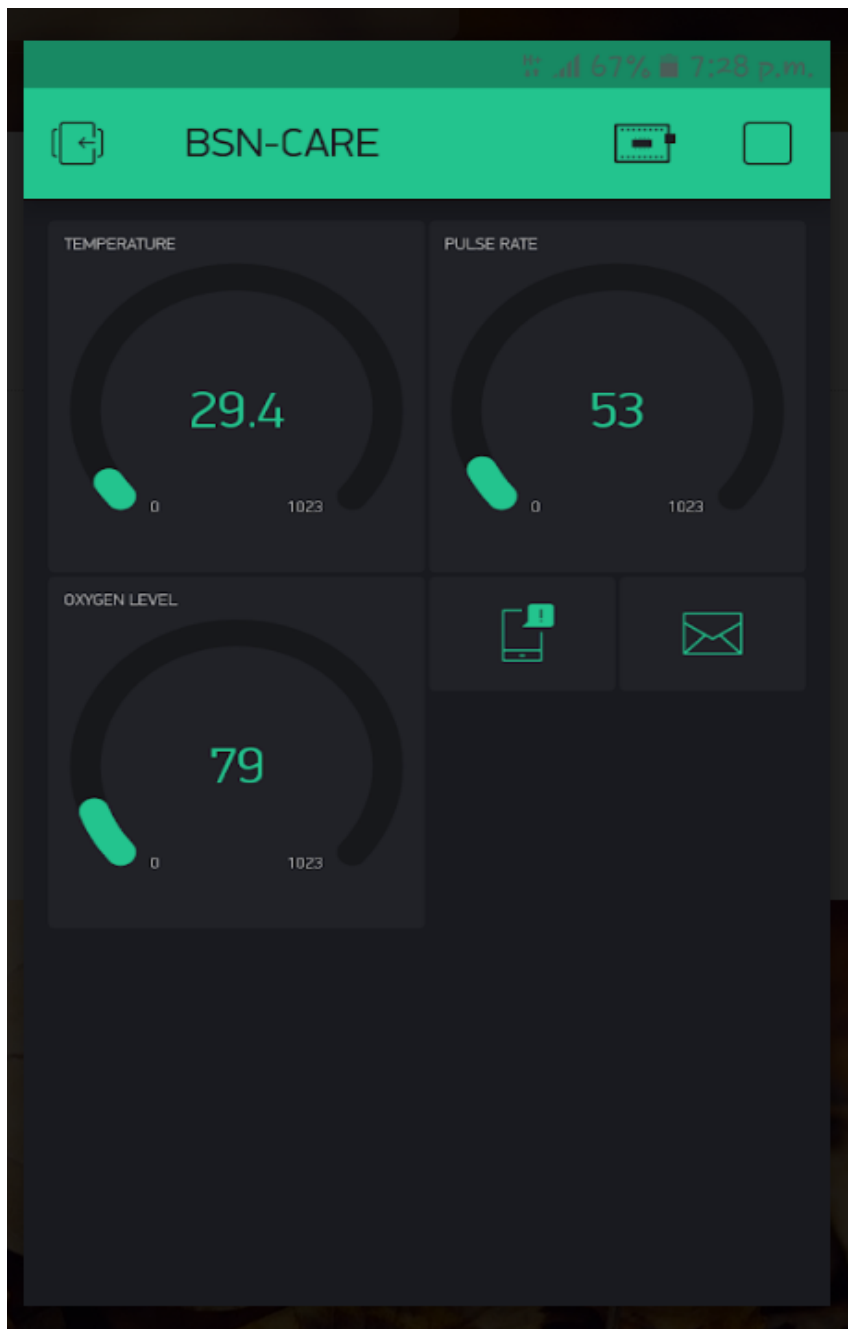 67% 7:28 p.m.
BSN-CARE
TEMPERATURE
PULSE RATE
29.4
53
0 1023
0 1023
OXYGEN LEVEL
!
79
0 1023